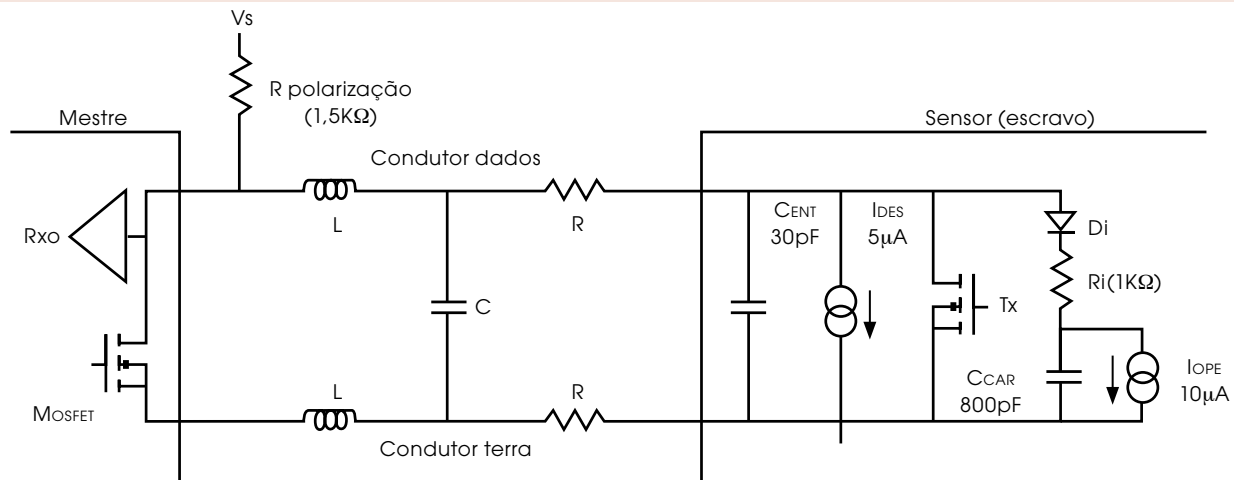 Vs
R polarização
(1,5KΩ)
Mestre
Sensor (escravo)
Condutor dados
Rxo
L
R
CENT
30pF
IDES
5µA
Di
Ri(1KΩ)
C
Tx
MOSFET
L
R
CCAR
800pF
IOPE
10µA
Condutor terra